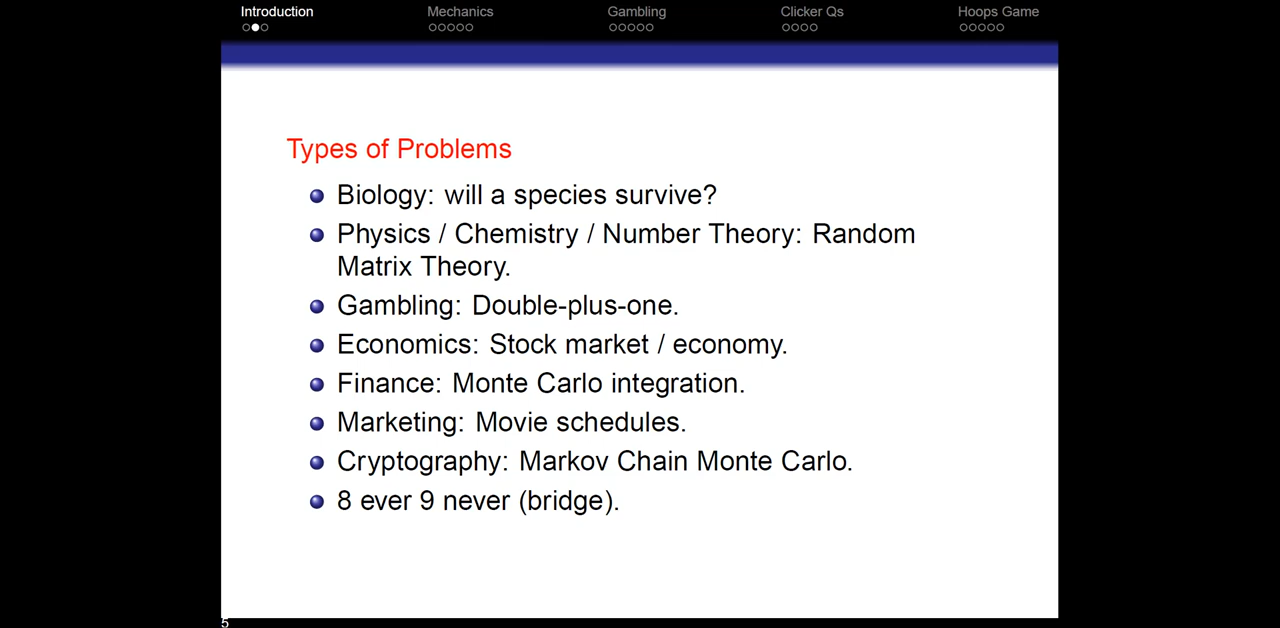 Introduction Mechanics Gambling Clicker Qs Hoops Game
Types of Problems
Biology: will a species survive?
Physics / Chemistry / Number Theory: Random
Matrix Theory.
Gambling: Double-plus-one.
Economics: Stock market / economy.
Finance: Monte Carlo integration.
Marketing: Movie schedules.
Cryptography: Markov Chain Monte Carlo.
8 ever 9 never (bridge).
5